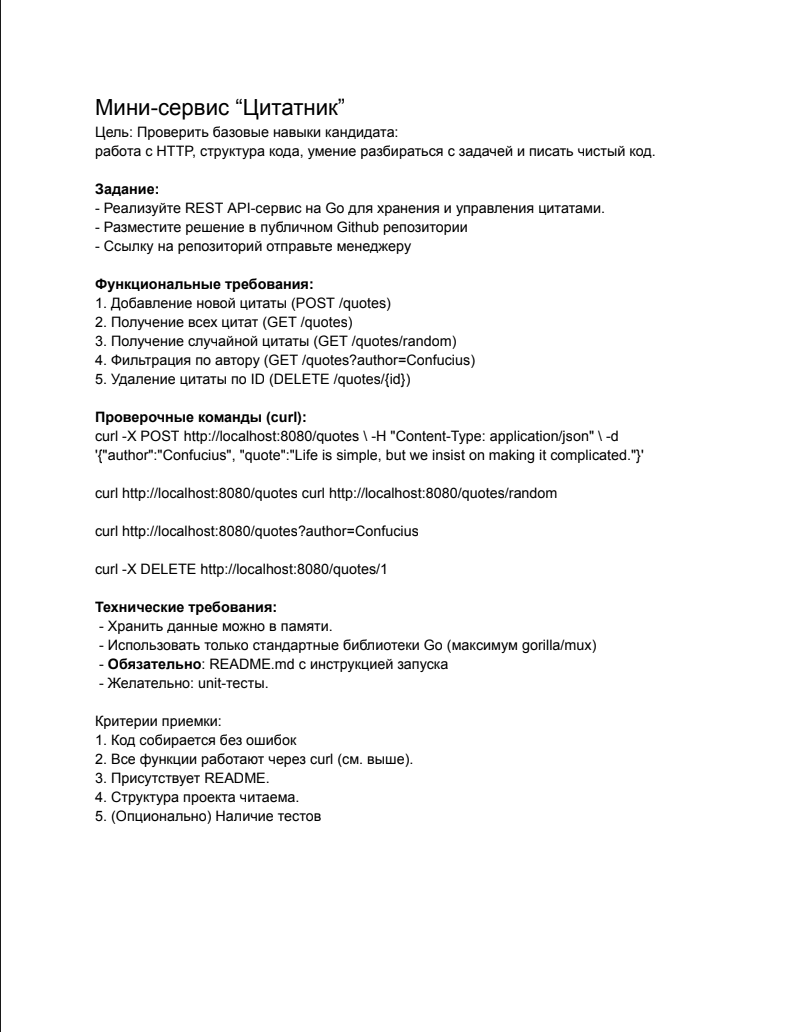 Мини-сервис “Цитатник”
Цель: Проверить базовые навыки кандидата:
работа с HTTP, структура кода, умение разбираться с задачей и писать чистый код.
Задание:
- Реализуйте REST API-сервис на Go для хранения и управления цитатами.
- Разместите решение в публичном Github репозитории
- Ссылку на репозиторий отправьте менеджеру
Функциональные требования:
1. Добавление новой цитаты (POST /quotes)
2. Получение всех цитат (GET /quotes)
3. Получение случайной цитаты (GET /quotes/random)
4. Фильтрация по автору (GET /quotes?author=Confucius)
5. Удаление цитаты по ID (DELETE /quotes/{id})
Проверочные команды (curl):
curl -X POST http://localhost:8080/quotes \ -H "Content-Type: application/json" \ -d
'{"author":"Confucius", "quote":"Life is simple, but we insist on making it complicated."}'
curl http://localhost:8080/quotes curl http://localhost:8080/quotes/random
curl http://localhost:8080/quotes?author=Confucius
curl -X DELETE http://localhost:8080/quotes/1
Технические требования:
- Хранить данные можно в памяти.
- Использовать только стандартные библиотеки Go (максимум gorilla/mux)
- Обязательно: README.md с инструкцией запуска
- Желательно: unit-тесты.
Критерии приемки:
1. Код собирается без ошибок
2. Все функции работают через curl (см. выше).
3. Присутствует README.
4. Структура проекта читаема.
5. (Опционально) Наличие тестов